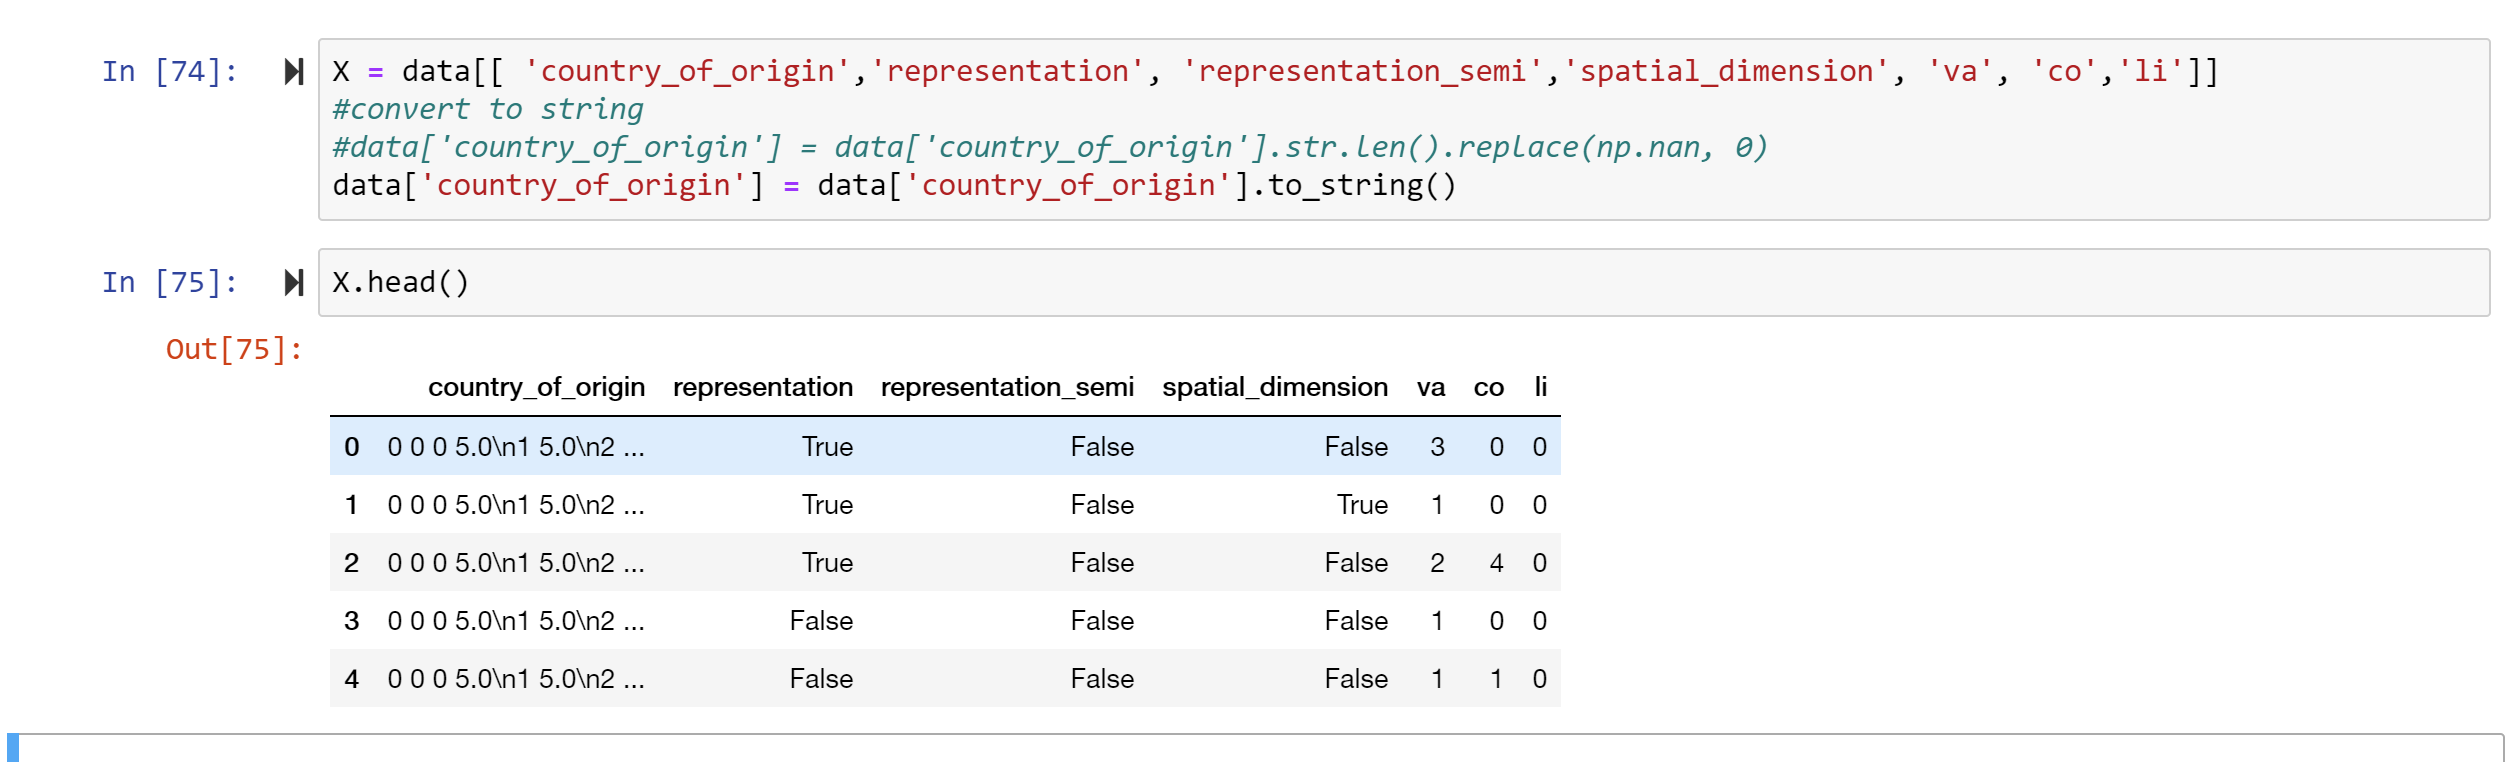 In [74]: X = data[[ 'country_of_origin','representation', 'representation_semi','spatial_dimension', 'va', 'co','li']]
#convert to string
#data['country_of_origin'] = data['country_of_origin'].str.len().replace(np.nan, 0)
data['country_of_origin'] = data['country_of_origin'].to_string()
In [75]: X.head()
Out[75]:
country_of_origin representation representation_semi spatial_dimension va co li
0 0 0 0 5.0\n1 5.0\n2 ... True False False 3 0 0
1 0 0 0 5.0\n1 5.0\n2 ... True False True 1 0 0
2 0 0 0 5.0\n1 5.0\n2 ... True False False 2 4 0
3 0 0 0 5.0\n1 5.0\n2 ... False False False 1 0 0
4 0 0 0 5.0\n1 5.0\n2 ... False False False 1 1 0